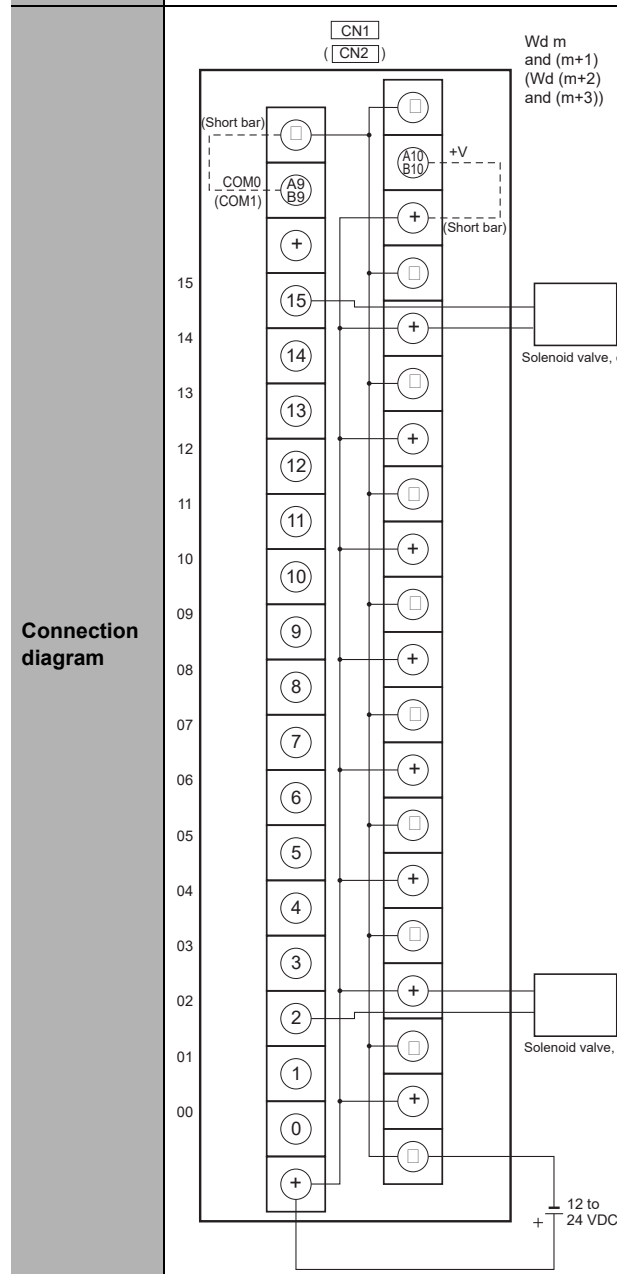 CN1
( CN2 )
Wd m
and (m+1)
(Wd (m+2)
and (m+3))
(Short bar)
COM0
(COM1)
A9
B9
A10
B10
+V
(Short bar)
+
+
15
15
+
Solenoid valve,
14
14
13
13
+
12
12
11
11
+
10
10
09
9
+
08
8
07
7
+
06
6
05
5
+
04
4
03
3
+
02
2
Solenoid valve,
01
1
+
00
0
+
+
12 to
24 VDC
Connection
diagram